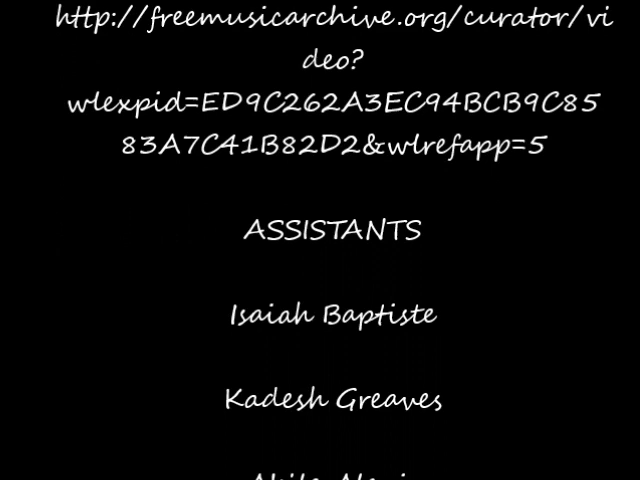 http://freemusicarchive.org/curator/vi
deo?
wlexpid=ED9C262A3EC94BCB9C85
83A7C41B82D2&wlrefapp=5
ASSISTANTS
Isaiah Baptiste
Kadesh Greaves